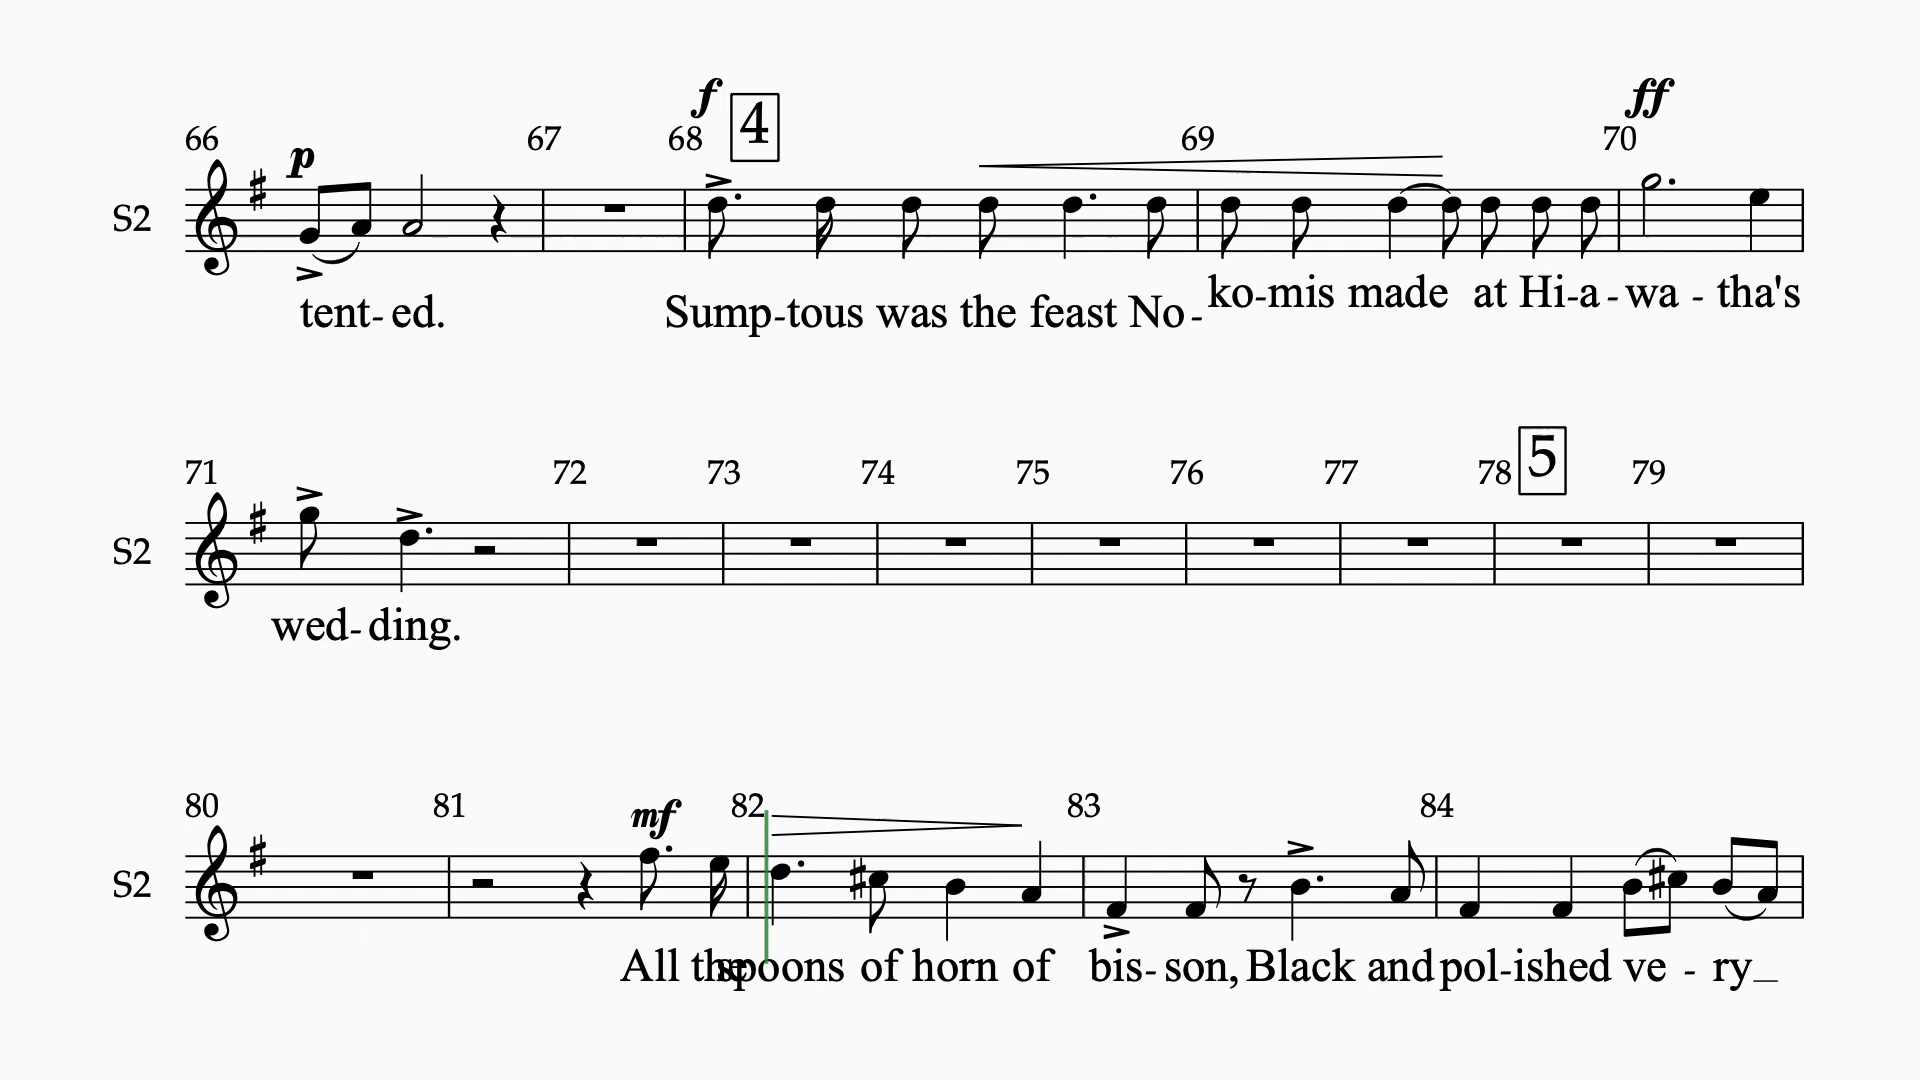 f ff
66 67 68 4 69 70
p
S2
tent- ed. Sump-tous was the feast No- ko-mis made at Hi-a-wa - tha's
71 72 73 74 75 76 77 78 5 79
S2
wed- ding.
80 81 mf 82 83 84
S2
All the spoons of horn of bis- son, Black and pol-ished ve - ry_